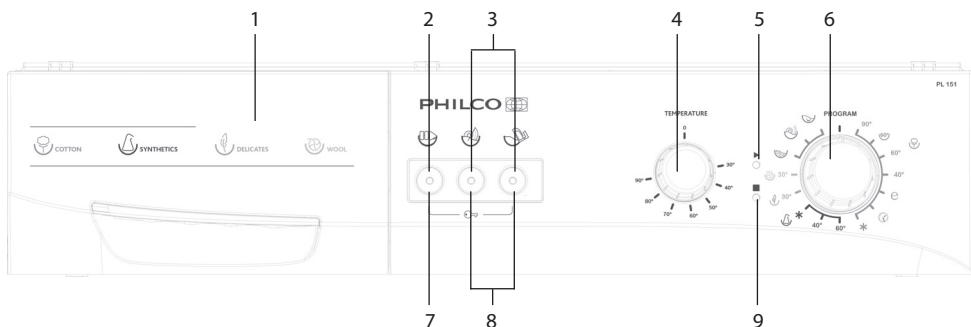 1 2 3 4 5 6
PL 151
PHILCO
COTTON SYNTHETICS DELICATES WOOL
TEMPERATURE
0
30°
40°
50°
60°
70°
80°
90°
PROGRAM
90°
60°
40°
30°
30°
40° 60°
7 8 9